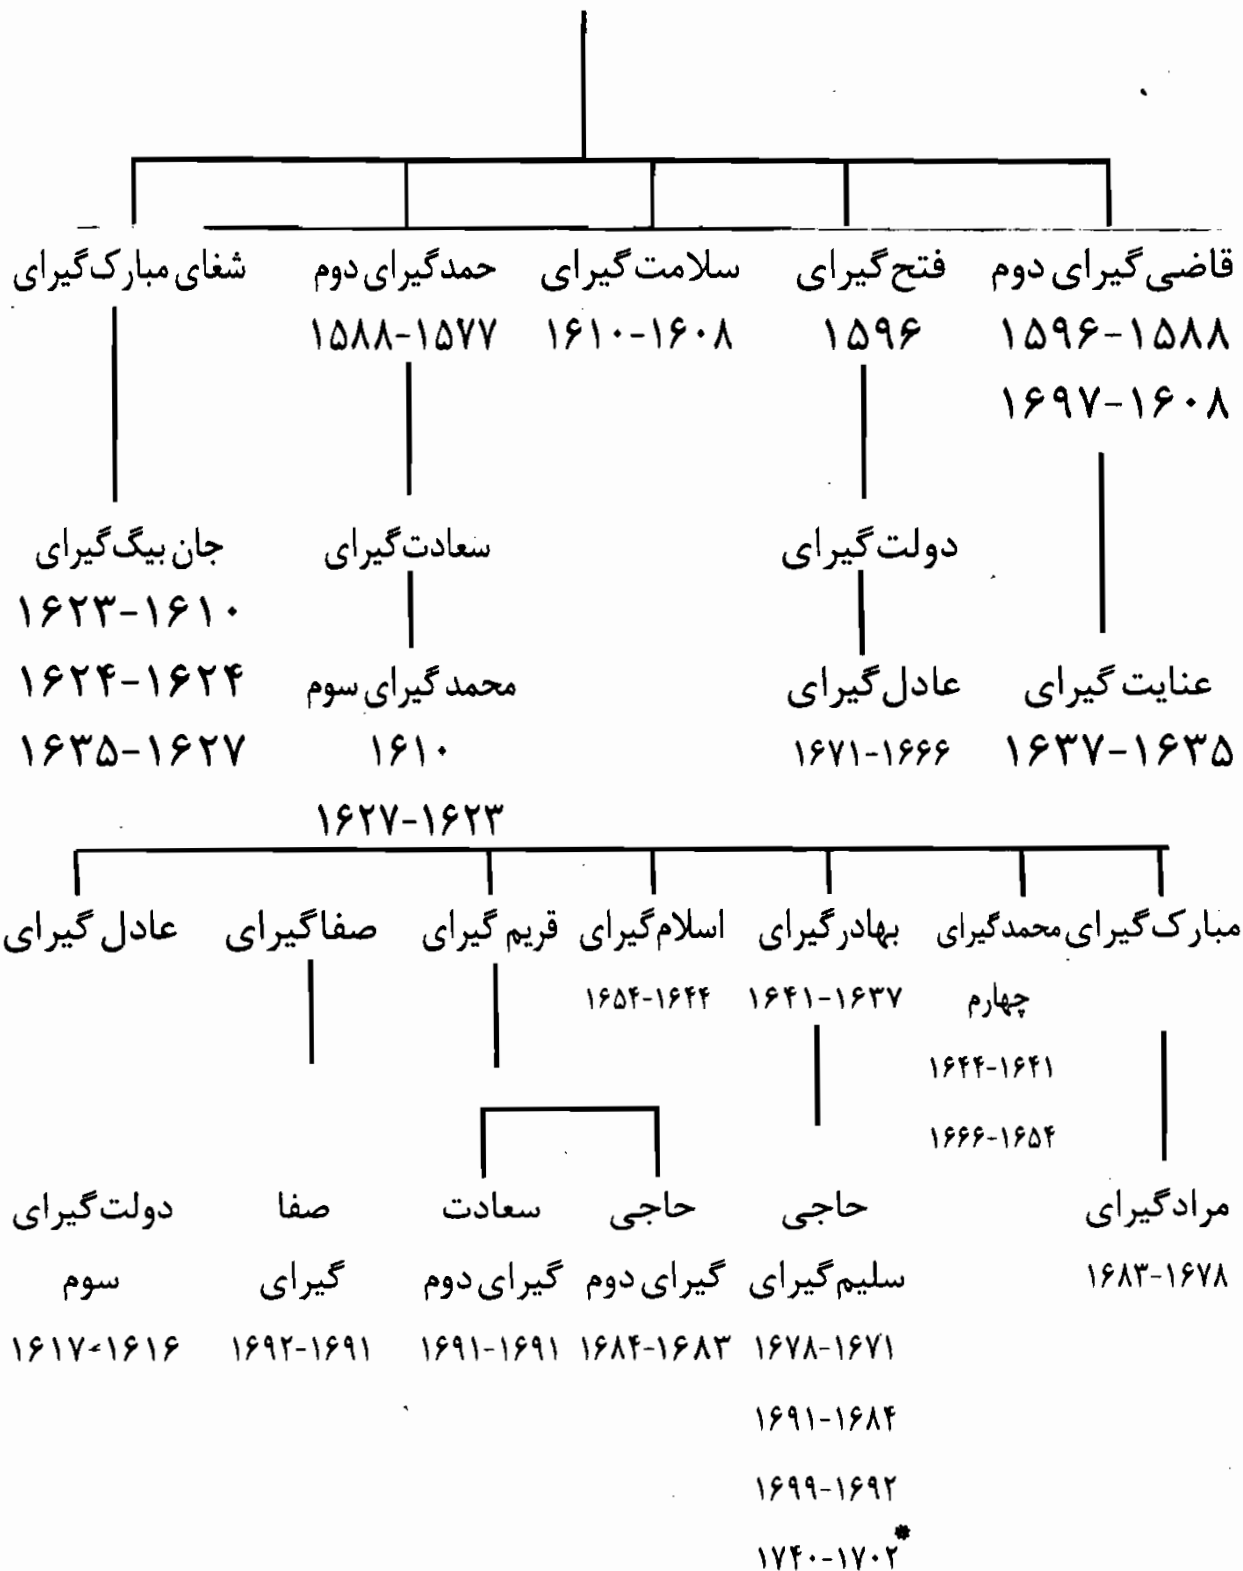 قاضی گیرای دوم فتح گیرای سلامت گیرای حمدگیرای دوم شغای مبارک گیرای
۱۵۸۸-۱۵۹۶ ۱۵۹۶ ۱۶۰۸-۱۶۱۰ ۱۵۷۷-۱۵۸۸
۱۶۰۸-۱۶۹۷
دولت گیرای سعادت گیرای جان بیگ گیرای
۱۶۱۰-۱۶۲۳
عنایت گیرای عادل گیرای محمد گیرای سوم ۱۶۲۴-۱۶۲۴
۱۶۳۵-۱۶۳۷ ۱۶۶۶-۱۶۷۱ ۱۶۱۰ ۱۶۲۷-۱۶۳۵
۱۶۲۳-۱۶۲۷
مبارک گیرای محمدگیرای بهادر گیرای اسلام گیرای قریم گیرای صفاگیرای عادل گیرای
چهارم ۱۶۳۷-۱۶۴۱ ۱۶۴۴-۱۶۵۴
۱۶۴۱-۱۶۴۴
۱۶۵۴-۱۶۶۶
مرادگیرای حاجی حاجی سعادت صفا دولت گیرای
۱۶۷۸-۱۶۸۳ سلیم گیرای گیرای دوم گیرای دوم گیرای سوم
۱۶۷۱-۱۶۷۸ ۱۶۸۳-۱۶۸۴ ۱۶۹۱-۱۶۹۱ ۱۶۹۱-۱۶۹۲ ۱۶۱۶-۱۶۱۷
۱۶۸۴-۱۶۹۱
۱۶۹۲-۱۶۹۹
*۱۷۰۲-۱۷۴۰